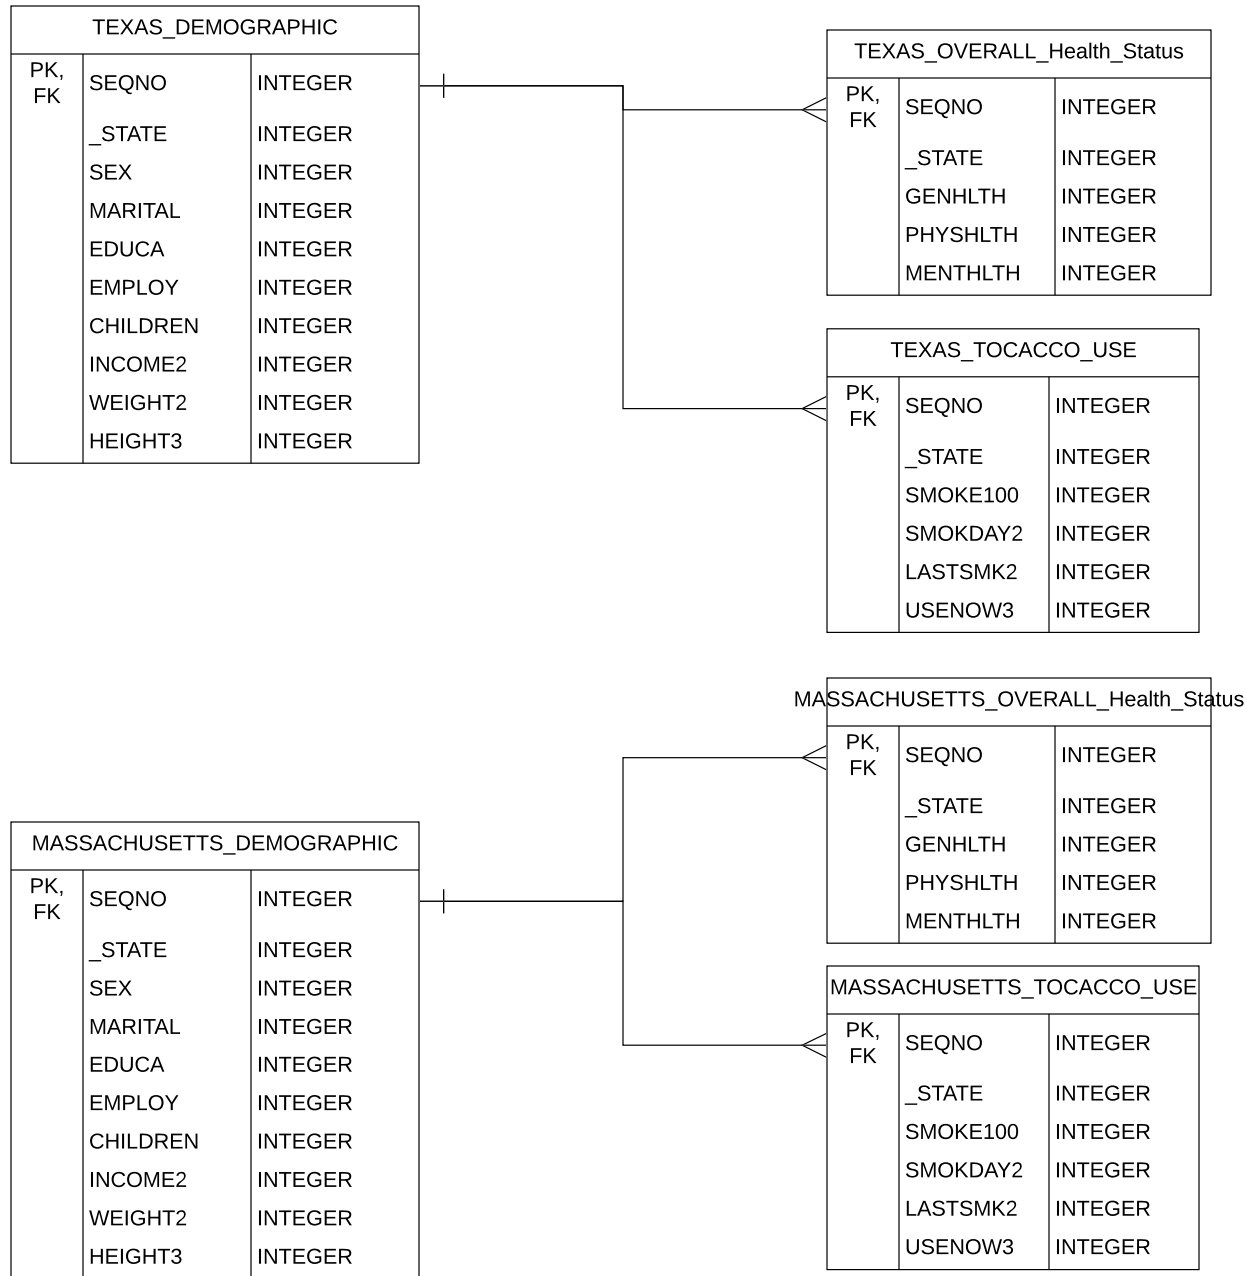 TEXAS_DEMOGRAPHIC
PK,
FK
SEQNO INTEGER
_STATE INTEGER
SEX INTEGER
MARITAL INTEGER
EDUCA INTEGER
EMPLOY INTEGER
CHILDREN INTEGER
INCOME2 INTEGER
WEIGHT2 INTEGER
HEIGHT3 INTEGER
TEXAS_OVERALL_Health_Status
PK,
FK
SEQNO INTEGER
_STATE INTEGER
GENHLTH INTEGER
PHYSHLTH INTEGER
MENTHLTH INTEGER
TEXAS_TOCACCO_USE
PK,
FK
SEQNO INTEGER
_STATE INTEGER
SMOKE100 INTEGER
SMOKDAY2 INTEGER
LASTSMK2 INTEGER
USENOW3 INTEGER
MASSACHUSETTS_OVERALL_Health_Status
PK,
FK
SEQNO INTEGER
_STATE INTEGER
GENHLTH INTEGER
PHYSHLTH INTEGER
MENTHLTH INTEGER
MASSACHUSETTS_DEMOGRAPHIC
PK,
FK
SEQNO INTEGER
_STATE INTEGER
SEX INTEGER
MARITAL INTEGER
EDUCA INTEGER
EMPLOY INTEGER
CHILDREN INTEGER
INCOME2 INTEGER
WEIGHT2 INTEGER
HEIGHT3 INTEGER
MASSACHUSETTS_TOCACCO_USE
PK,
FK
SEQNO INTEGER
_STATE INTEGER
SMOKE100 INTEGER
SMOKDAY2 INTEGER
LASTSMK2 INTEGER
USENOW3 INTEGER